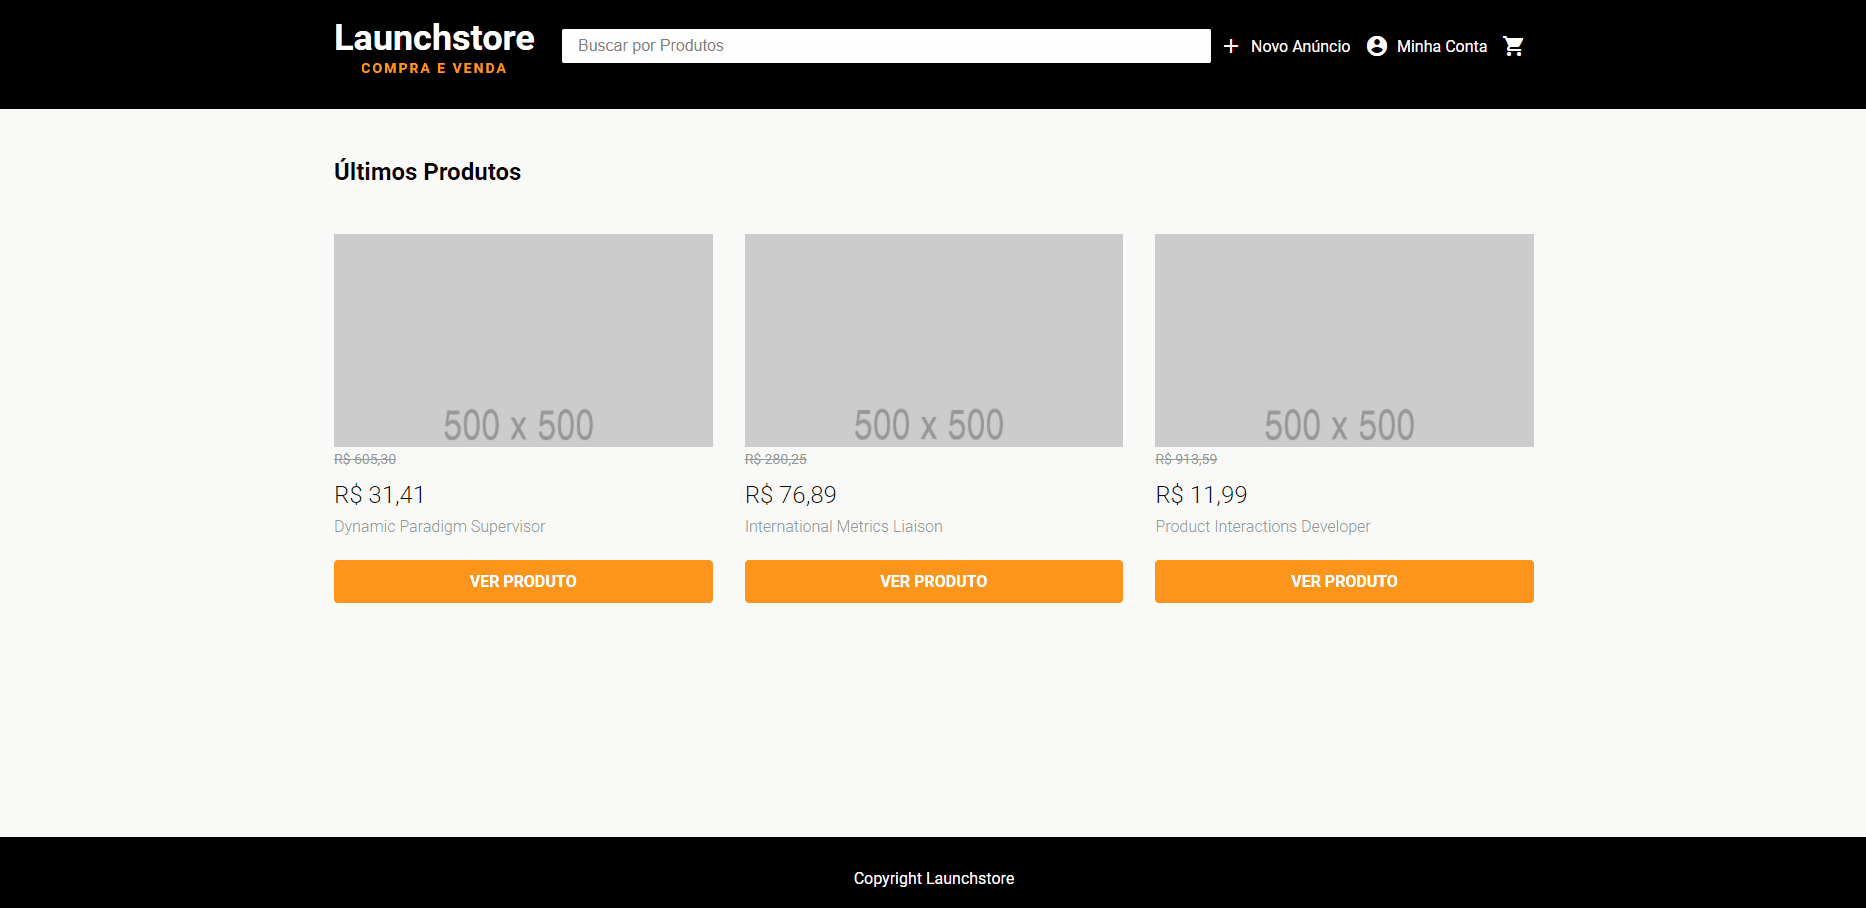 Launchstore
COMPRA E VENDA
Buscar por Produtos
Novo Anúncio
Minha Conta
Últimos Produtos
500 x 500
R$ 605,30
R$ 31,41
Dynamic Paradigm Supervisor
VER PRODUTO
500 x 500
R$ 280,25
R$ 76,89
International Metrics Liaison
VER PRODUTO
500 x 500
R$ 913,59
R$ 11,99
Product Interactions Developer
VER PRODUTO
Copyright Launchstore